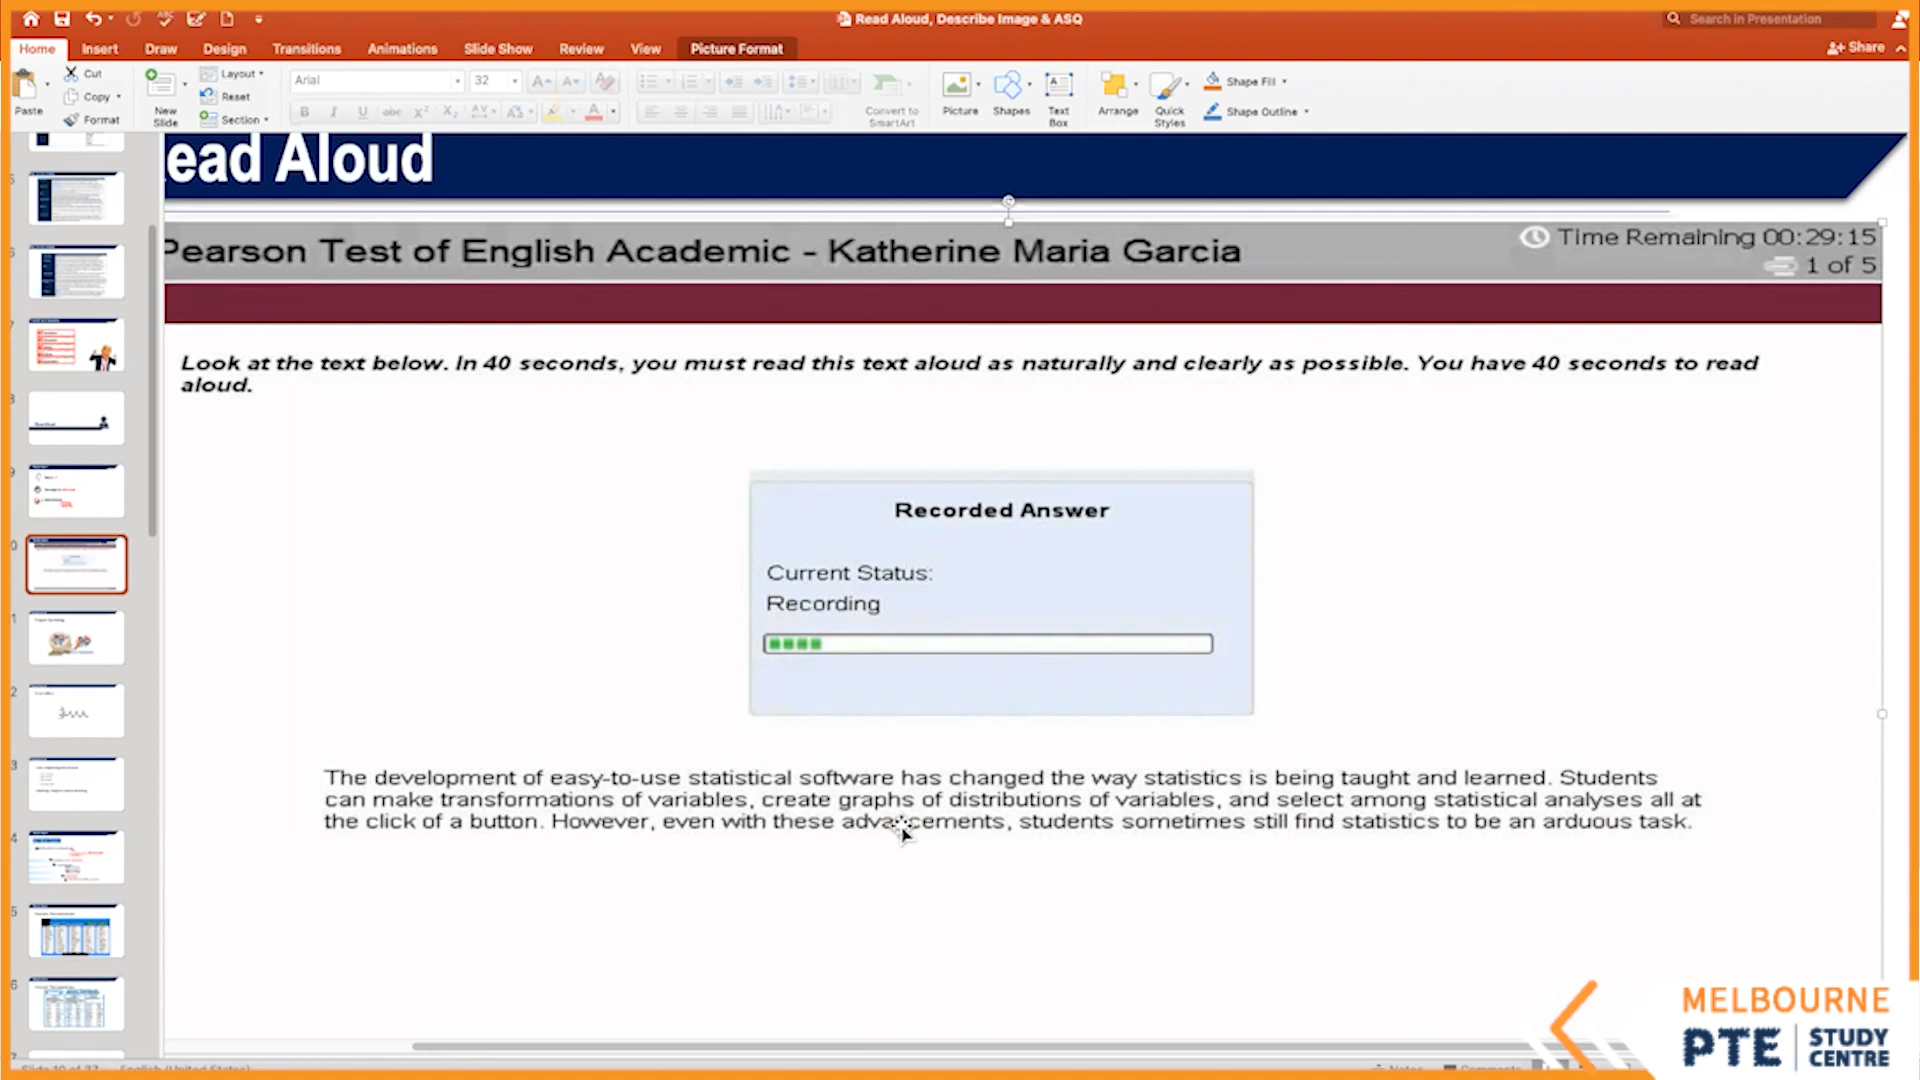 Read Aloud, Describe Image & ASQ
Search in Presentation
Home Insert Draw Design Transitions Animations Slide Show Review View Picture Format
Share
Cut
Copy
Format
Paste
New Slide
Layout
Reset
Section
Arial
32
Convert to SmartArt
Picture
Shapes
Text Box
Arrange
Quick Styles
Shape Fill
Shape Outline
ead Aloud
Pearson Test of English Academic - Katherine Maria Garcia
Time Remaining 00:29:15
1 of 5
Look at the text below. In 40 seconds, you must read this text aloud as naturally and clearly as possible. You have 40 seconds to read
aloud.
Recorded Answer
Current Status:
Recording
The development of easy-to-use statistical software has changed the way statistics is being taught and learned. Students
can make transformations of variables, create graphs of distributions of variables, and select among statistical analyses all at
the click of a button. However, even with these advancements, students sometimes still find statistics to be an arduous task.
MELBOURNE
PTE STUDY CENTRE